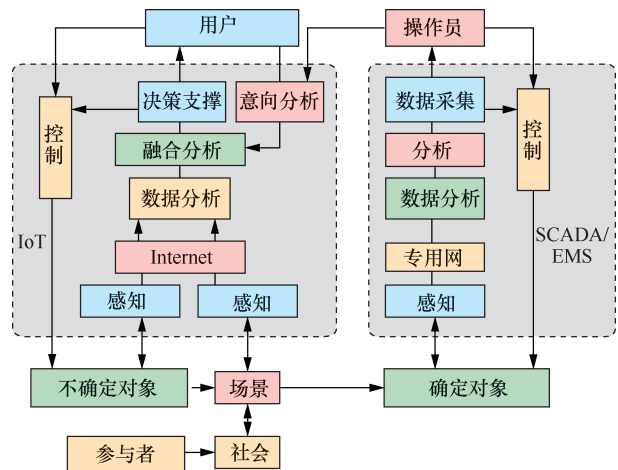 用户
操作员
决策支撑
意向分析
数据采集
控制
控制
融合分析
分析
数据分析
数据分析
IoT
Internet
专用网
SCADA/
EMS
感知
感知
感知
不确定对象
场景
确定对象
参与者
社会